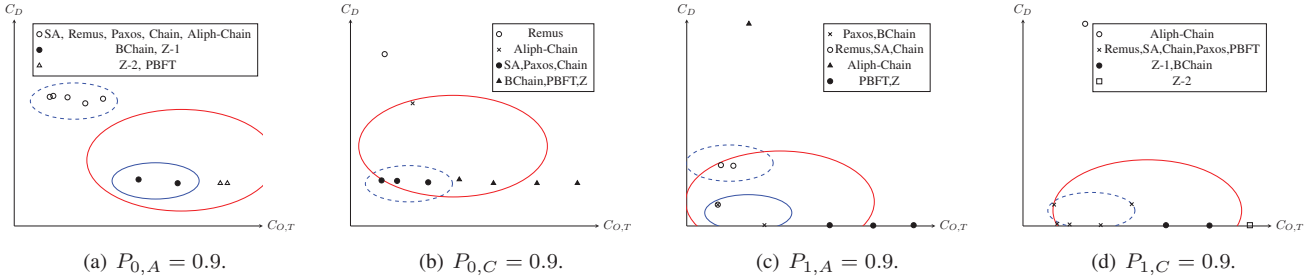 C_D
SA, Remus, Paxos, Chain, Aliph-Chain
BChain, Z-1
Z-2, PBFT
C_{O,T}
(a) P_{0,A} = 0.9.
C_D
Remus
Aliph-Chain
SA,Paxos,Chain
BChain,PBFT,Z
C_{O,T}
(b) P_{0,C} = 0.9.
C_D
Paxos,BChain
Remus,SA,Chain
Aliph-Chain
PBFT,Z
C_{O,T}
(c) P_{1,A} = 0.9.
C_D
Aliph-Chain
Remus,SA,Chain,Paxos,PBFT
Z-1,BChain
Z-2
C_{O,T}
(d) P_{1,C} = 0.9.